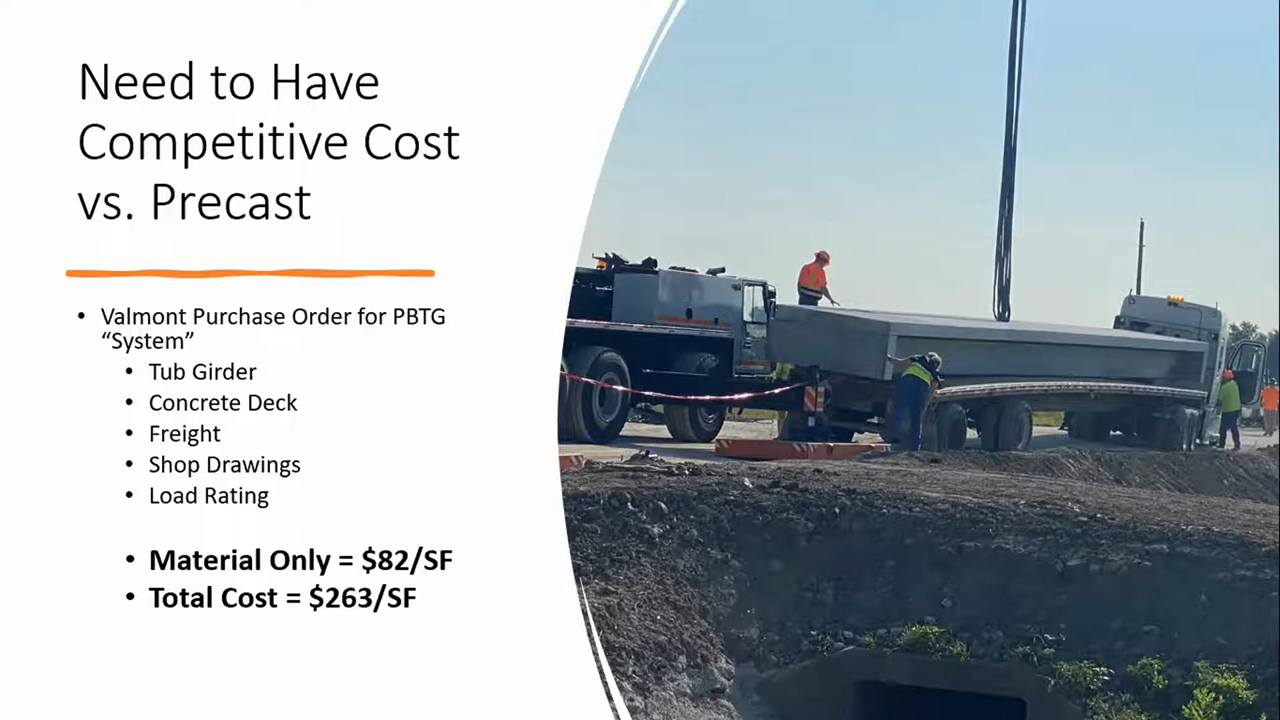 Need to Have
Competitive Cost
vs. Precast
• Valmont Purchase Order for PBTG
“System”
• Tub Girder
• Concrete Deck
• Freight
• Shop Drawings
• Load Rating
• Material Only = $82/SF
• Total Cost = $263/SF